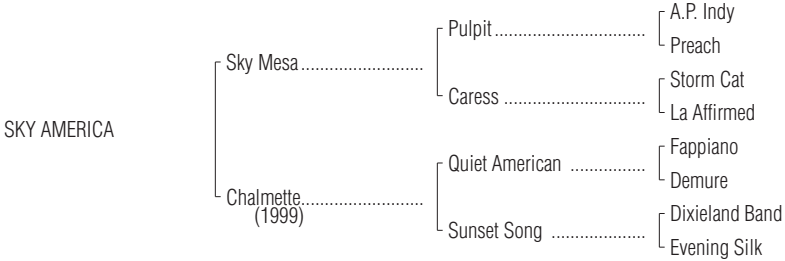 A.P. Indy
Pulpit..............................
Preach
Sky Mesa........................
Storm Cat
Caress ............................
La Affirmed
SKY AMERICA
Fappiano
Quiet American ...............
Demure
Chalmette........................
(1999)
Dixieland Band
Sunset Song ...................
Evening Silk